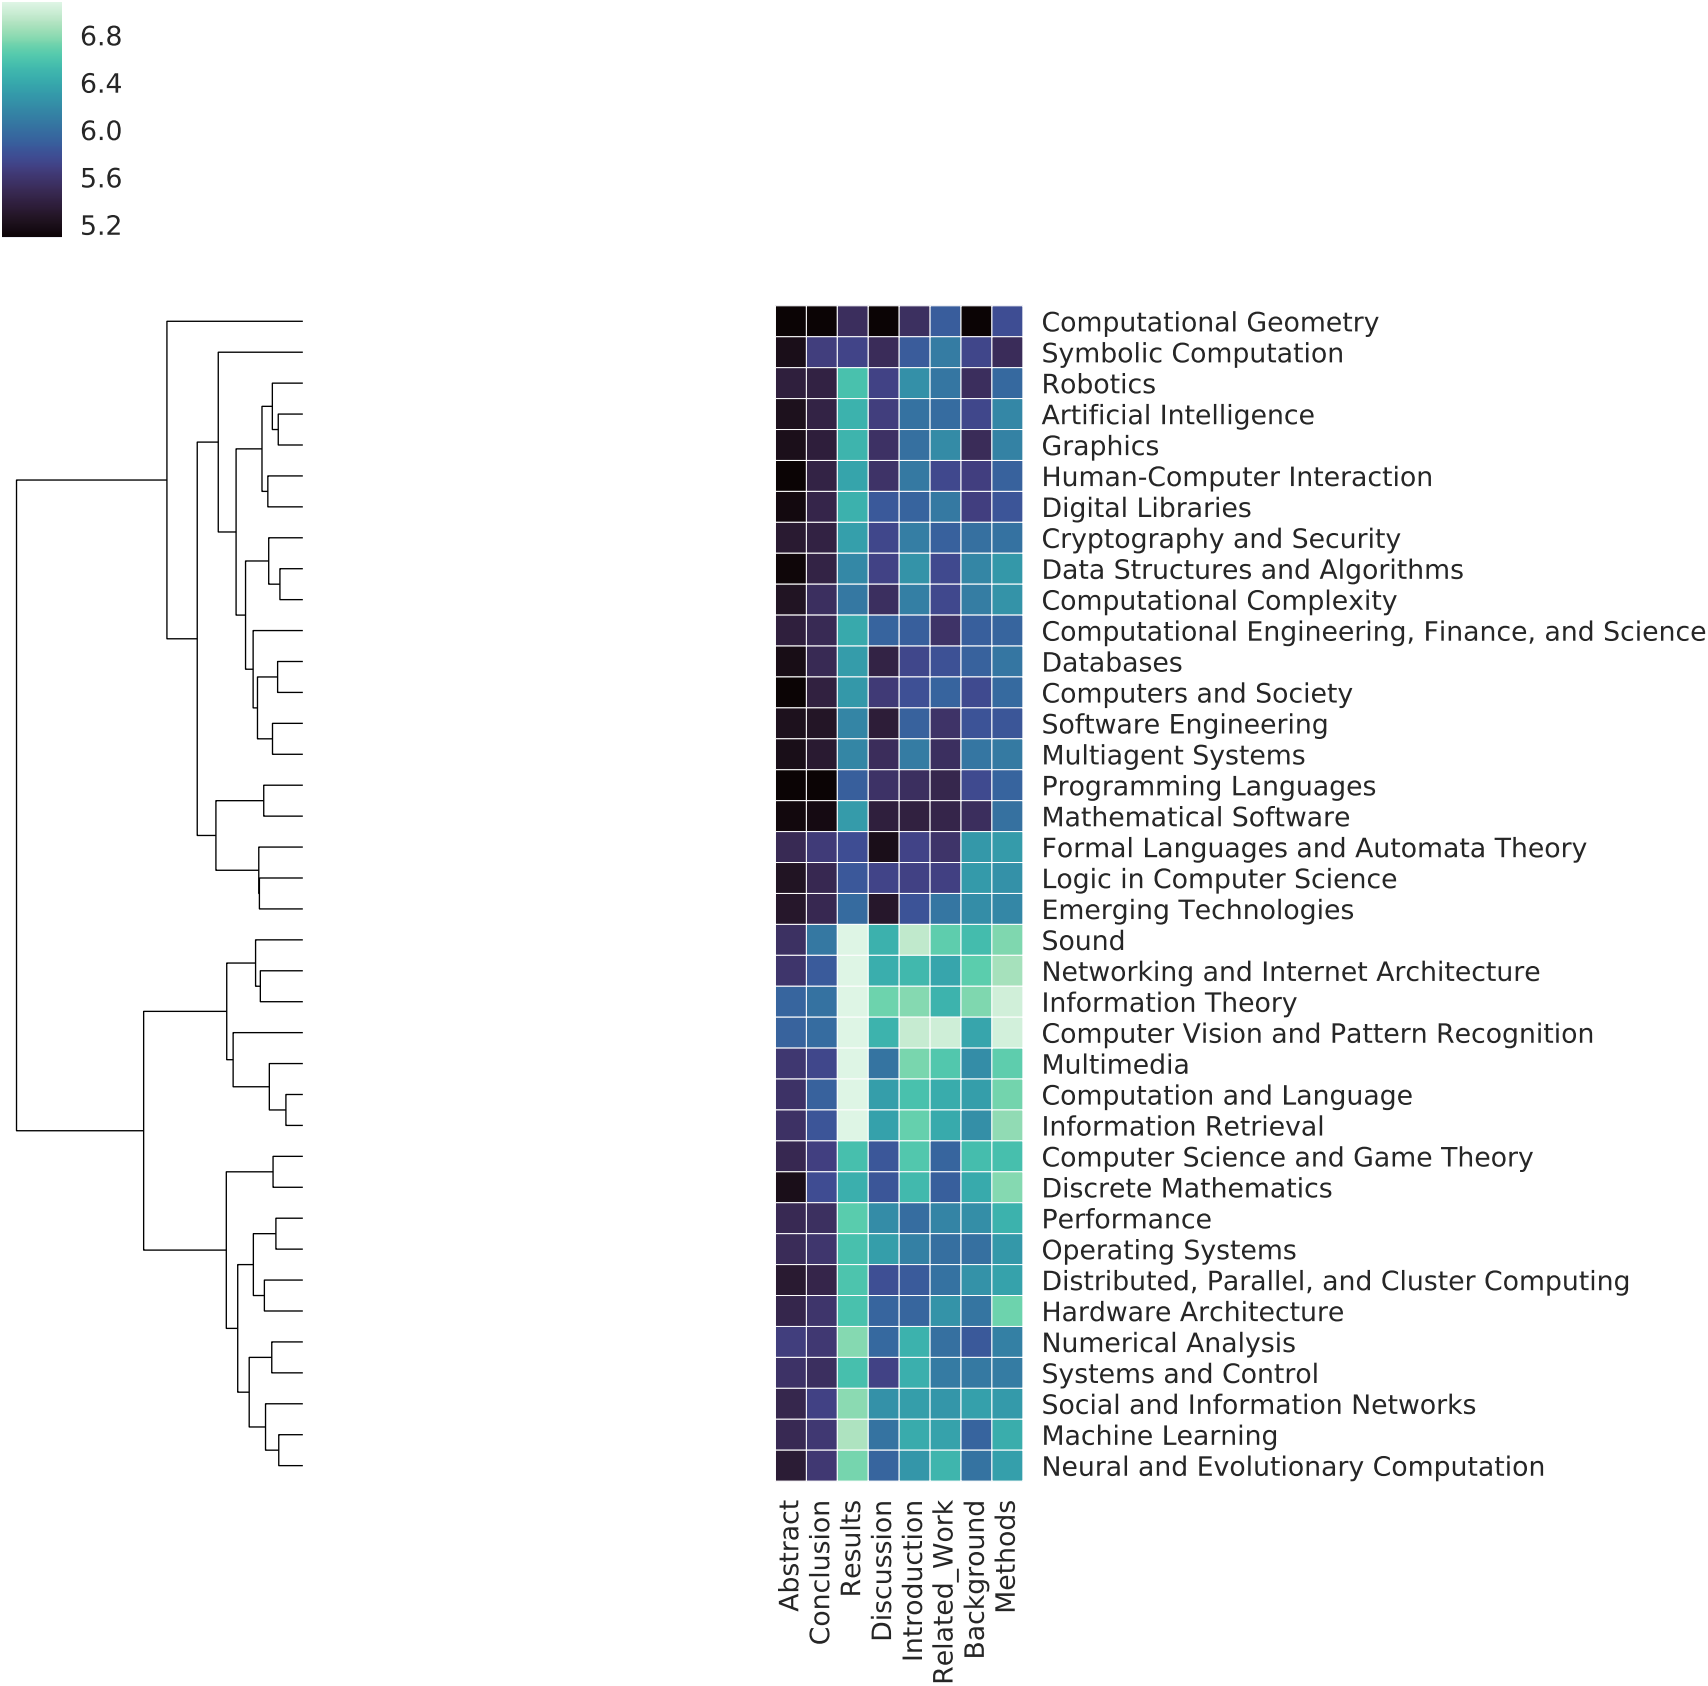 6.8
6.4
6.0
5.6
5.2
Computational Geometry
Symbolic Computation
Robotics
Artificial Intelligence
Graphics
Human-Computer Interaction
Digital Libraries
Cryptography and Security
Data Structures and Algorithms
Computational Complexity
Computational Engineering, Finance, and Science
Databases
Computers and Society
Software Engineering
Multiagent Systems
Programming Languages
Mathematical Software
Formal Languages and Automata Theory
Logic in Computer Science
Emerging Technologies
Sound
Networking and Internet Architecture
Information Theory
Computer Vision and Pattern Recognition
Multimedia
Computation and Language
Information Retrieval
Computer Science and Game Theory
Discrete Mathematics
Performance
Operating Systems
Distributed, Parallel, and Cluster Computing
Hardware Architecture
Numerical Analysis
Systems and Control
Social and Information Networks
Machine Learning
Neural and Evolutionary Computation
Abstract
Conclusion
Results
Discussion
Introduction
Related_Work
Background
Methods